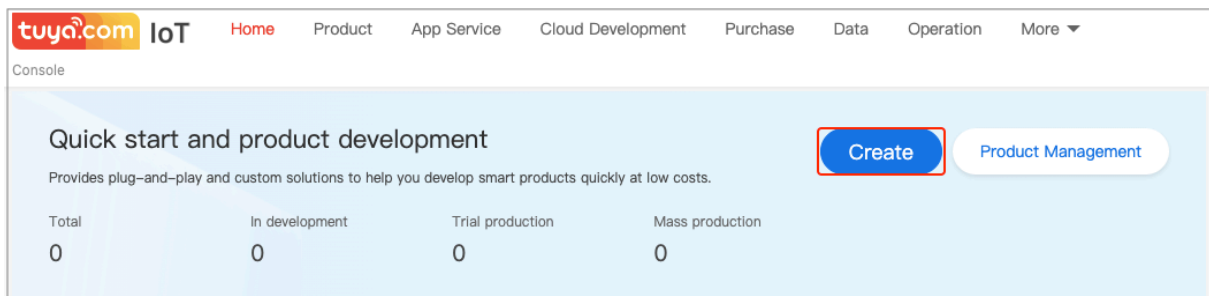 tuya.com IoT Home Product App Service Cloud Development Purchase Data Operation More
Console
Quick start and product development
Create Product Management
Provides plug-and-play and custom solutions to help you develop smart products quickly at low costs.
Total In development Trial production Mass production
0 0 0 0